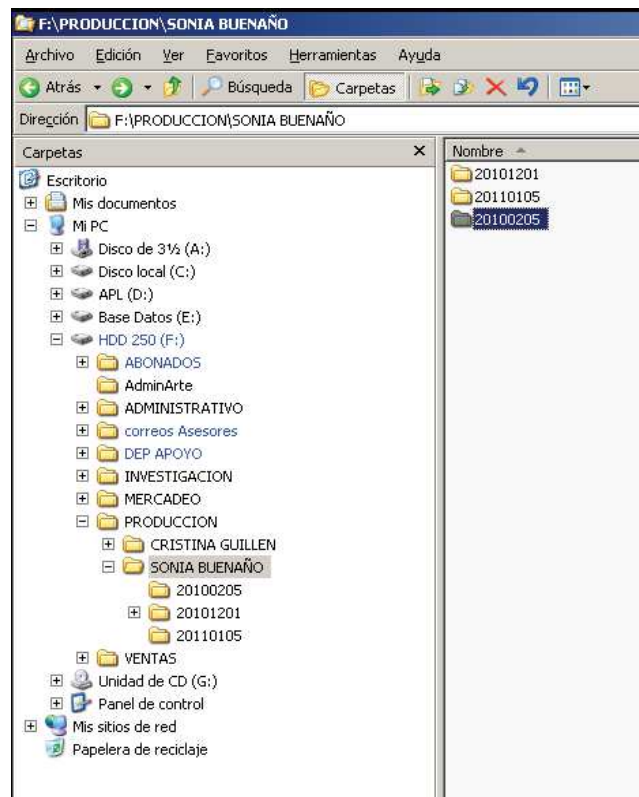 F:\PRODUCCION\SONIA BUENAÑO
Archivo Edición Ver Favoritos Herramientas Ayuda
Atrás Búsqueda Carpetas
Dirección F:\PRODUCCION\SONIA BUENAÑO
Carpetas
Escritorio
Mis documentos
Mi PC
Disco de 3½ (A:)
Disco local (C:)
APL (D:)
Base Datos (E:)
HDD 250 (F:)
ABONADOS
AdminArte
ADMINISTRATIVO
correos Asesores
DEP APOYO
INVESTIGACION
MERCADEO
PRODUCCION
CRISTINA GUILLEN
SONIA BUENAÑO
20100205
20101201
20110105
VENTAS
Unidad de CD (G:)
Panel de control
Mis sitios de red
Papelera de reciclaje
Nombre
20101201
20110105
20100205